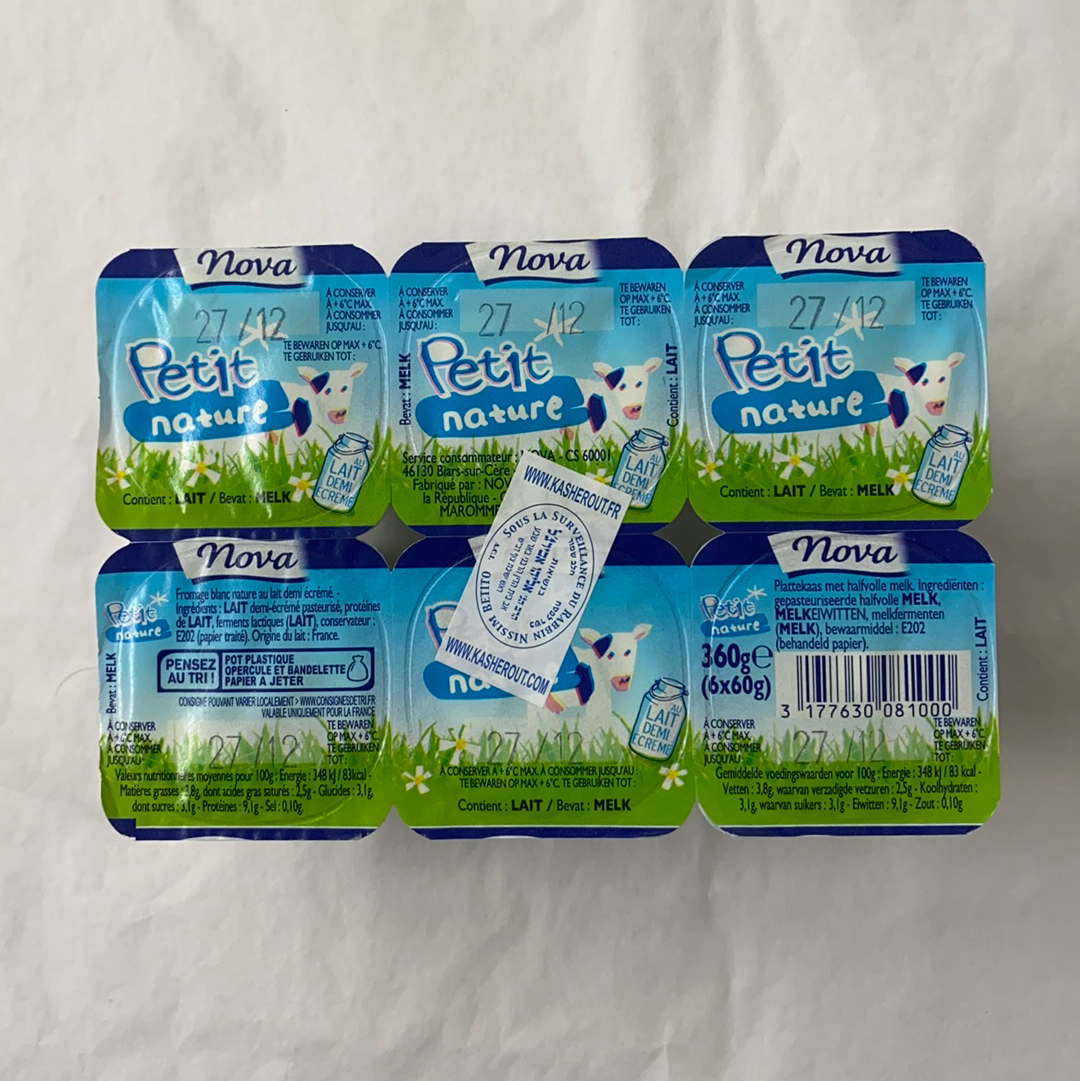 nova
27/12
À CONSERVER
À + 6°C MAX.
À CONSOMMER
JUSQU'AU :
TE BEWAREN OP MAX + 6°C.
TE GEBRUIKEN TOT :
Petit
nature
AU
LAIT
DEMI
ÉCRÉMÉ
Contient : LAIT / Bevat : MELK
nova
À CONSERVER
À + 6°C MAX.
À CONSOMMER
JUSQU'AU :
27 /12
TE BEWAREN
OP MAX + 6°C.
TE GEBRUIKEN
TOT :
Bevat : MELK
Petit
nature
Contient : LAIT
Service consommateur : NOVA - CS 60001
46130 Biars-sur-Cère
Fabriqué par : NOV
la République -
MAROMME
AU
LAIT
DEMI
ÉCRÉMÉ
nova
À CONSERVER
À + 6°C MAX.
À CONSOMMER
JUSQU'AU :
27 /12
TE BEWAREN
OP MAX + 6°C.
TE GEBRUIKEN
TOT :
Petit
nature
AU
LAIT
DEMI
ÉCRÉMÉ
Contient : LAIT / Bevat : MELK
nova
Petit
nature
Fromage blanc nature au lait demi écrémé. -
Ingrédients : LAIT demi-écrémé pasteurisé, protéines
de LAIT, ferments lactiques (LAIT), conservateur :
E202 (papier traité). Origine du lait : France.
Bevat : MELK
PENSEZ
AU TRI !
POT PLASTIQUE
OPERCULE ET BANDELETTE
PAPIER À JETER
CONSIGNE POUVANT VARIER LOCALEMENT > WWW.CONSIGNESDETRI.FR
VALABLE UNIQUEMENT POUR LA FRANCE
À CONSERVER
À + 6°C MAX.
À CONSOMMER
JUSQU'AU :
27 /12
TE BEWAREN
OP MAX + 6°C.
TE GEBRUIKEN
TOT :
Valeurs nutritionnelles moyennes pour 100g : Energie : 348 kJ / 83kcal -
Matières grasses : 3,8g, dont acides gras saturés : 2,5g - Glucides : 3,1g,
dont sucres : 3,1g - Protéines : 9,1g - Sel : 0,10g.
WWW.KASHEROUT.FR
SOUS LA SURVEILLANCE DU RABBIN NISSIM BETITO
WWW.KASHEROUT.COM
AU
LAIT
DEMI
ÉCRÉMÉ
27 /12
À CONSERVER À + 6°C MAX. À CONSOMMER JUSQU'AU :
TE BEWAREN OP MAX + 6°C. TE GEBRUIKEN TOT :
Contient : LAIT / Bevat : MELK
nova
Petit
nature
Plattekaas met halfvolle melk. Ingrediënten :
gepasteuriseerde halfvolle MELK,
MELKEIWITTEN, melkfermenten
(MELK), bewaarmiddel : E202
(behandeld papier).
360g℮
(6x60g)
3 177630 081000
Contient : LAIT
À CONSERVER
À + 6°C MAX.
À CONSOMMER
JUSQU'AU :
27 /12
TE BEWAREN
OP MAX + 6°C.
TE GEBRUIKEN
TOT :
Gemiddelde voedingswaarden voor 100g : Energie : 348 kJ / 83 kcal -
Vetten : 3,8g, waarvan verzadigde vetzuren : 2,5g - Koolhydraten :
3,1g, waarvan suikers : 3,1g - Eiwitten : 9,1g - Zout : 0,10g